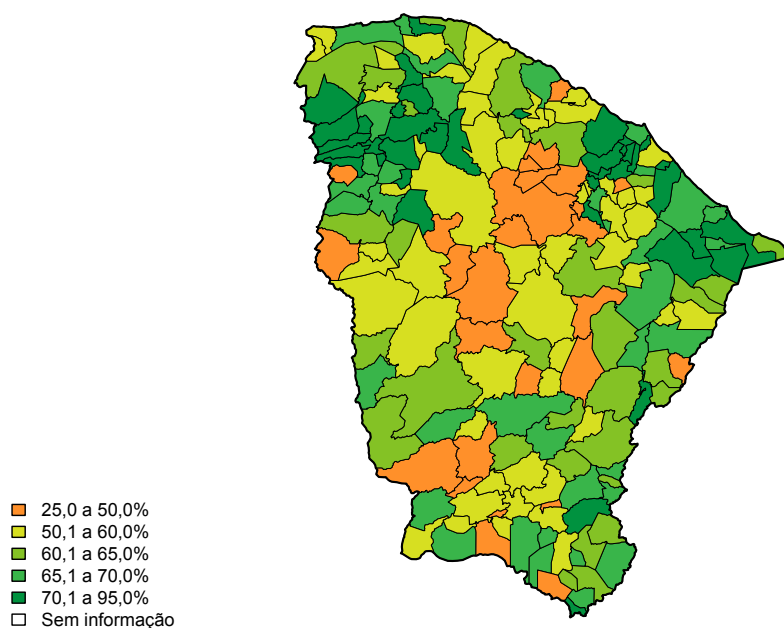 25,0 a 50,0%
50,1 a 60,0%
60,1 a 65,0%
65,1 a 70,0%
70,1 a 95,0%
Sem informação